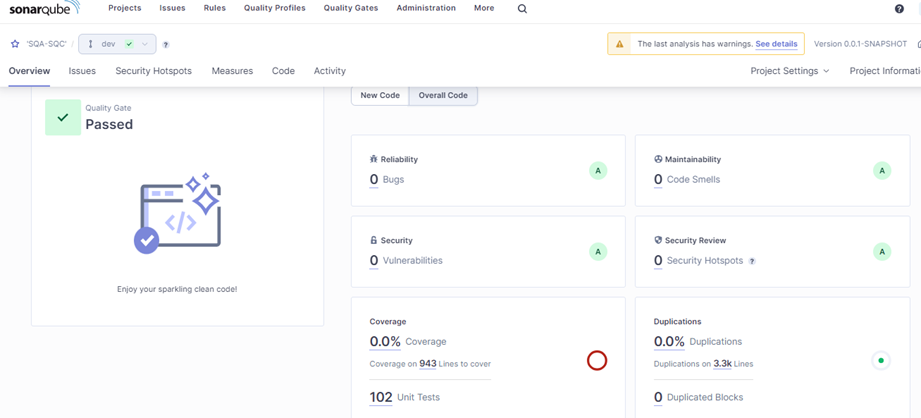 sonarqube Projects Issues Rules Quality Profiles Quality Gates Administration More
'SQA-SQC' / dev ? The last analysis has warnings. See details Version 0.0.1-SNAPSHOT
Overview Issues Security Hotspots Measures Code Activity Project Settings Project Informati
Quality Gate
Passed
Enjoy your sparkling clean code!
New Code Overall Code
Reliability
0 Bugs A
Maintainability
0 Code Smells A
Security
0 Vulnerabilities A
Security Review
0 Security Hotspots ? A
Coverage
0.0% Coverage
Coverage on 943 Lines to cover
102 Unit Tests
Duplications
0.0% Duplications
Duplications on 3.3k Lines
0 Duplicated Blocks